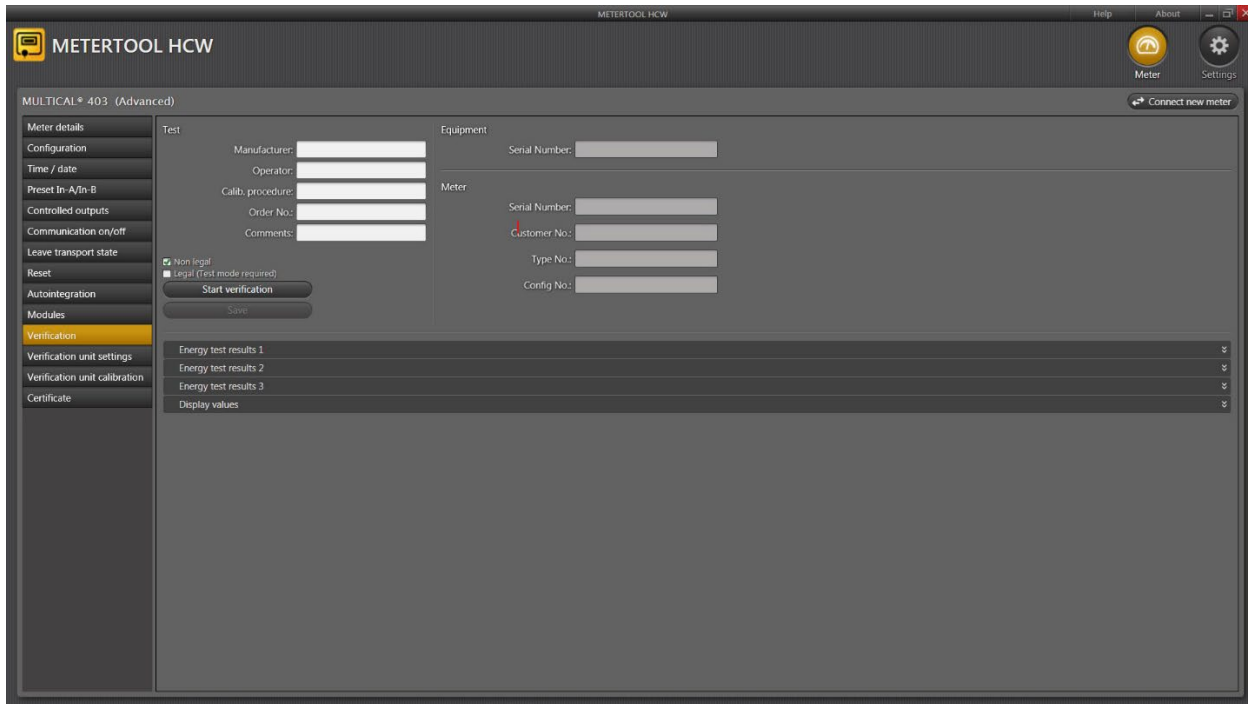 METERTOOL HCW
Help
About
METERTOOL HCW
Meter
Settings
MULTICAL® 403 (Advanced)
Connect new meter
Meter details
Configuration
Time / date
Preset In-A/In-B
Controlled outputs
Communication on/off
Leave transport state
Reset
Autointegration
Modules
Verification
Verification unit settings
Verification unit calibration
Certificate
Test
Manufacturer:
Operator:
Calib. procedure:
Order No.:
Comments:
Non legal
Legal (Test mode required)
Start verification
Save
Equipment
Serial Number:
Meter
Serial Number:
Customer No.:
Type No.:
Config No.:
Energy test results 1
Energy test results 2
Energy test results 3
Display values